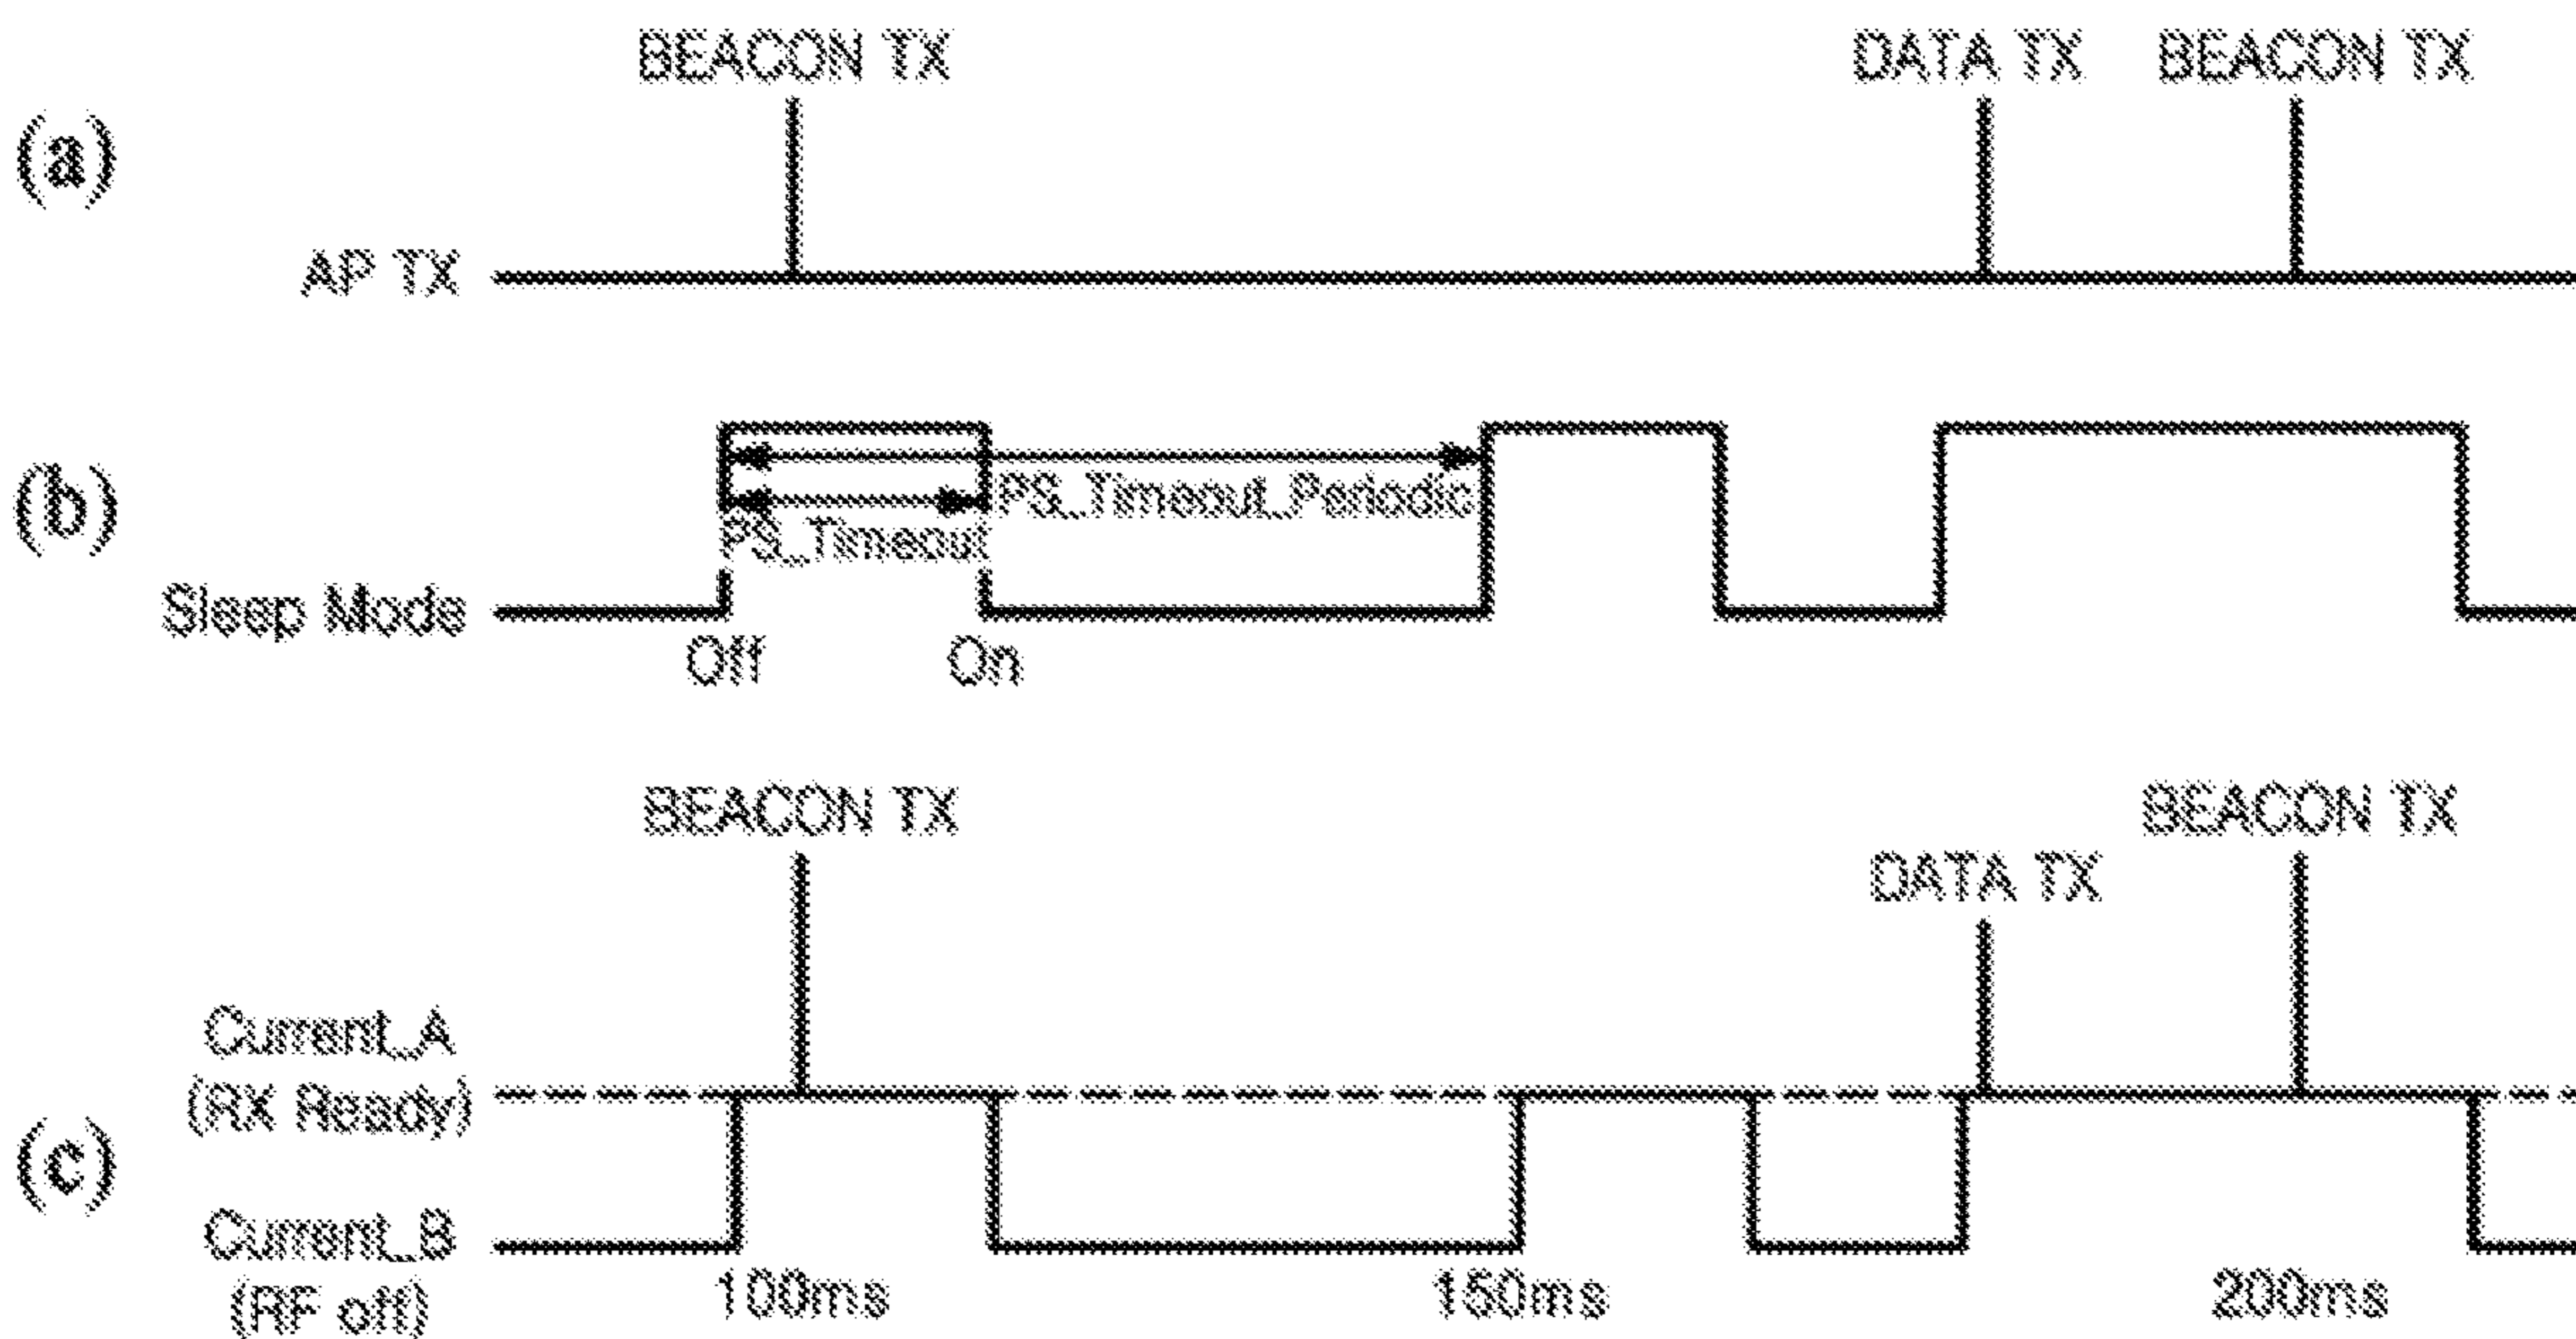 BEACON TX DATA TX BEACON TX
(a)
AP TX
(b)
PS_Timeout_Periodic
PS_Timeout
Sleep Mode
Off On
BEACON TX BEACON TX
DATA TX
Current_A
(RX Ready)
(c)
Current_B
(RF off)
100ms 150ms 200ms